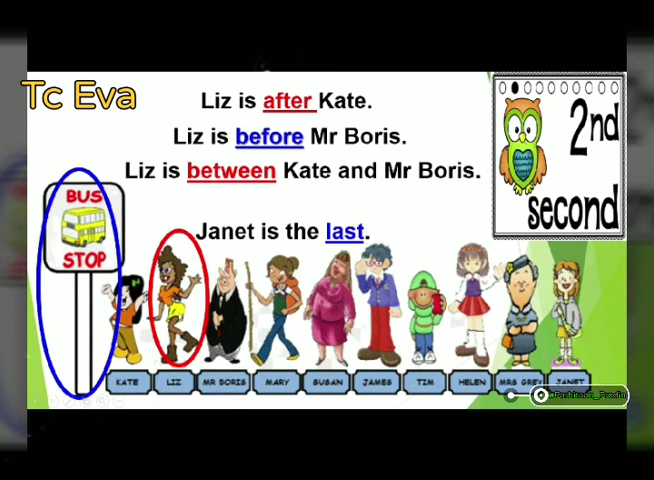 Tc Eva
Liz is after Kate.
Liz is before Mr Boris.
Liz is between Kate and Mr Boris.
Janet is the last.
2nd
second
BUS
STOP
KATE
LIZ
MR BORIS
MARY
SUSAN
JAMES
TIM
HELEN
MRS GREY
JANET